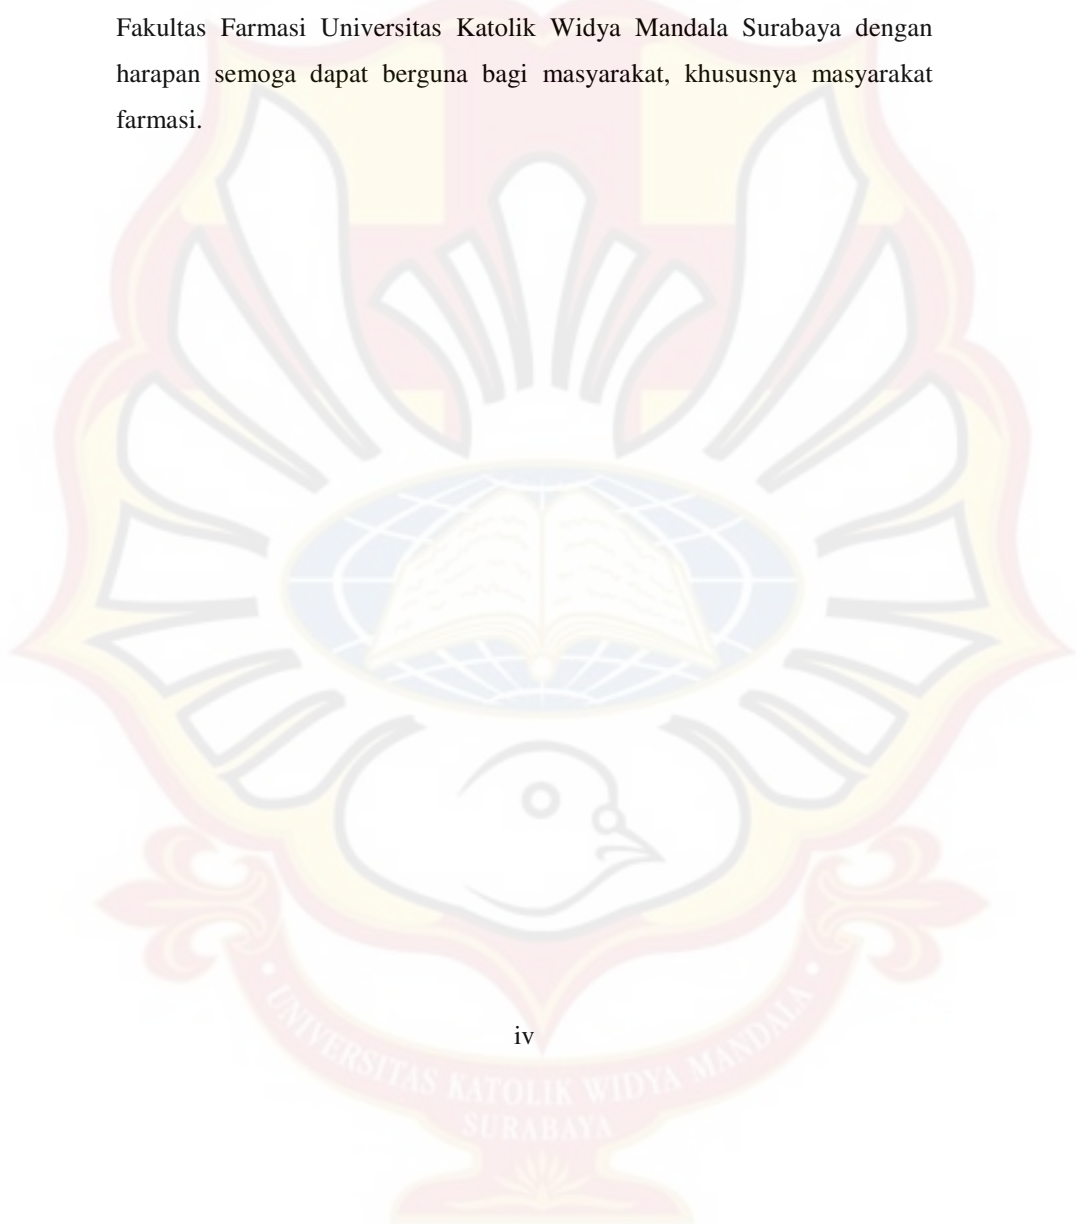 Fakultas Farmasi Universitas Katolik Widya Mandala Surabaya dengan
harapan semoga dapat berguna bagi masyarakat, khususnya masyarakat
farmasi.
iv
UNIVERSITAS KATOLIK WIDYA MANDALA
SURABAYA